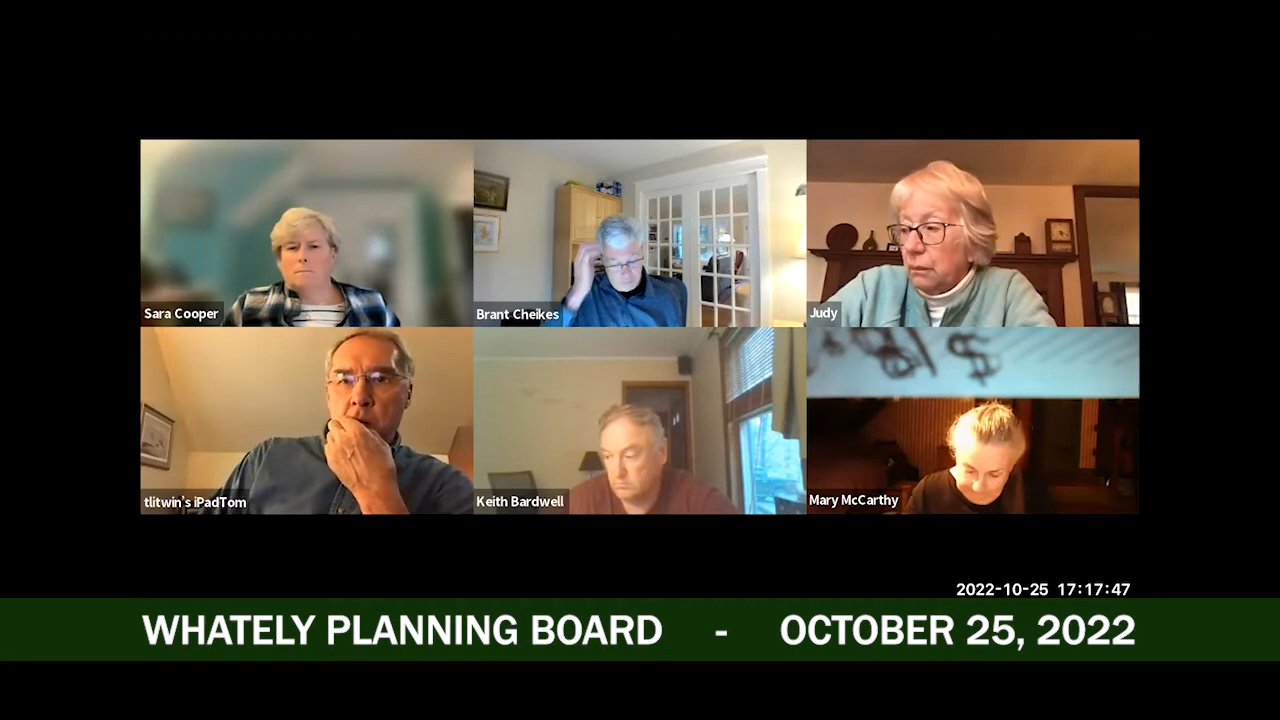 Sara Cooper
Brant Cheikes
Judy
tlitwin's iPadTom
Keith Bardwell
Mary McCarthy
2022-10-25 17:17:47
WHATELY PLANNING BOARD - OCTOBER 25, 2022